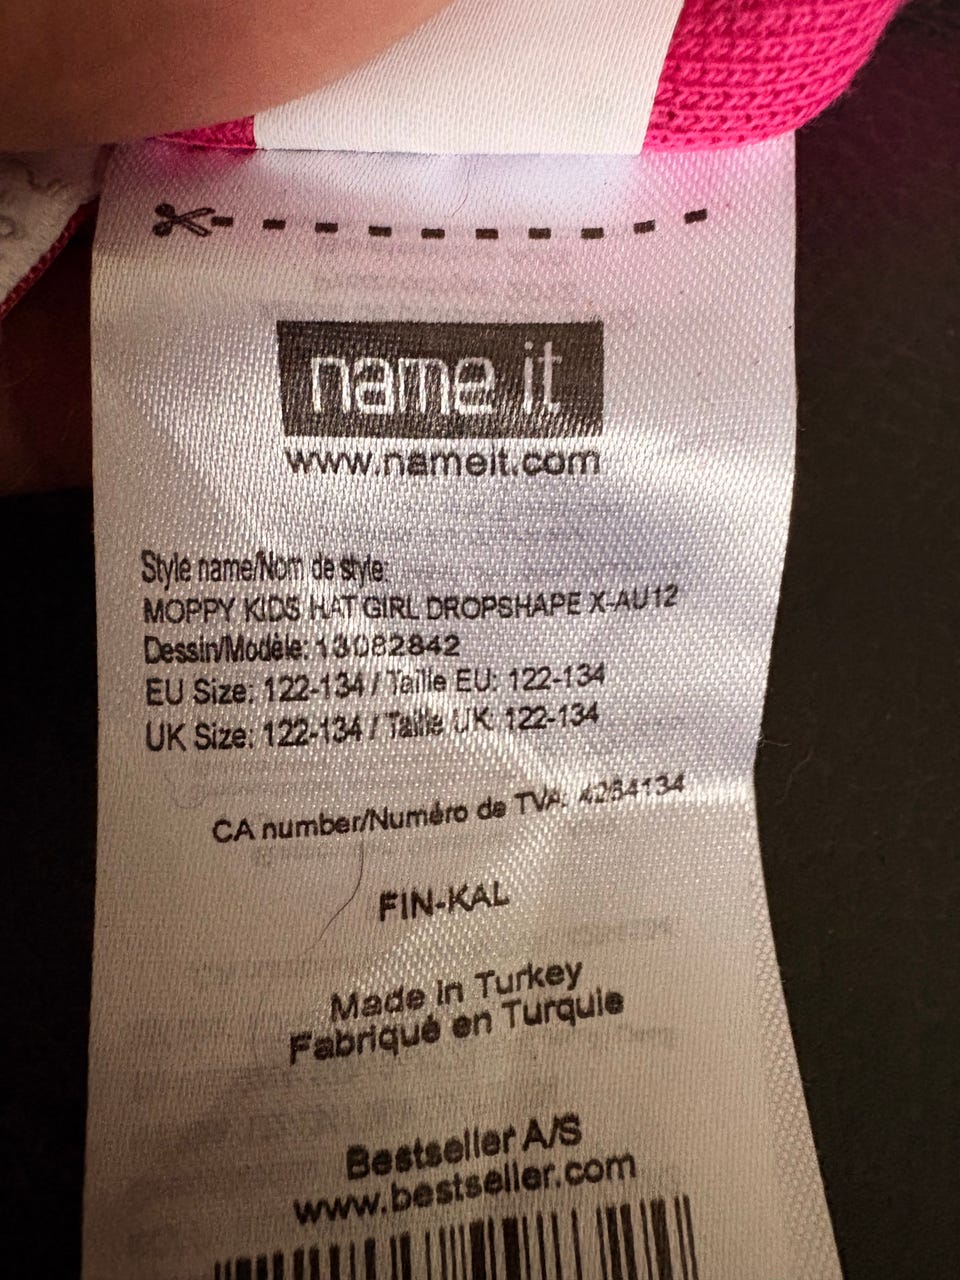 name it
www.nameit.com
Style name/Nom de style:
MOPPY KIDS HAT GIRL DROPSHAPE X-AU12
Dessin/Modèle: 13082842
EU Size: 122-134 / Taille EU: 122-134
UK Size: 122-134 / Taille UK: 122-134
CA number/Numéro de TVA: 4264134
FIN-KAL
Made in Turkey
Fabriqué en Turquie
Bestseller A/S
www.bestseller.com